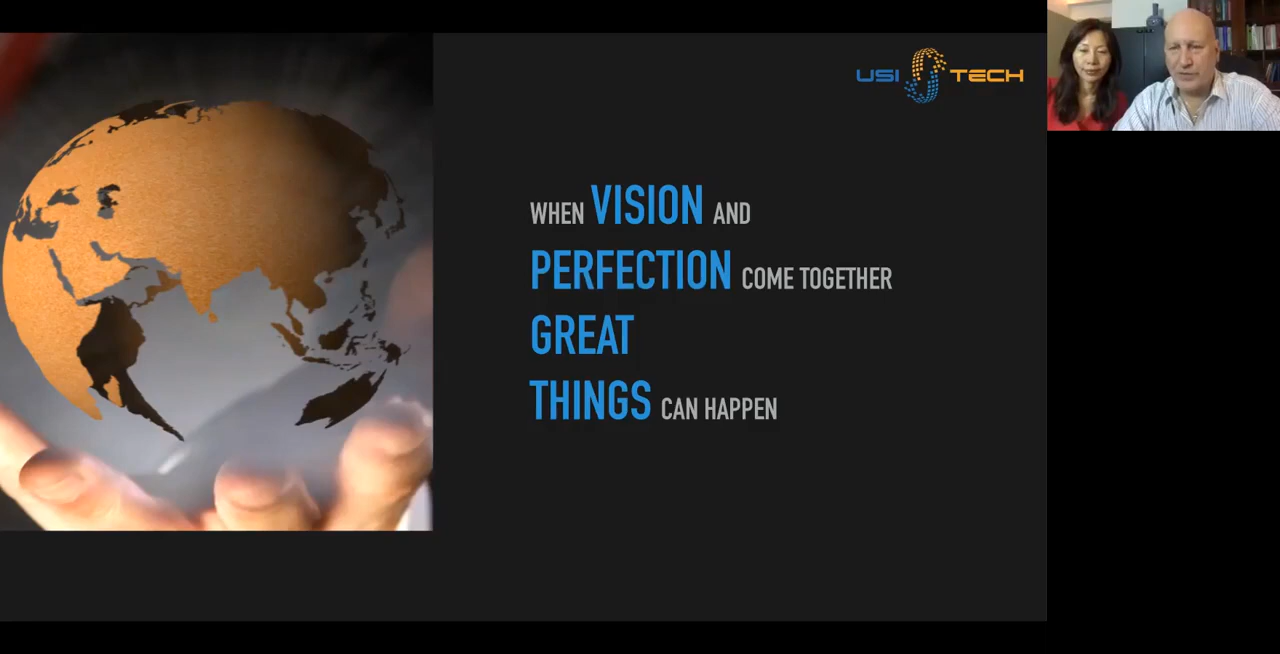 USI TECH
WHEN VISION AND
PERFECTION COME TOGETHER
GREAT
THINGS CAN HAPPEN